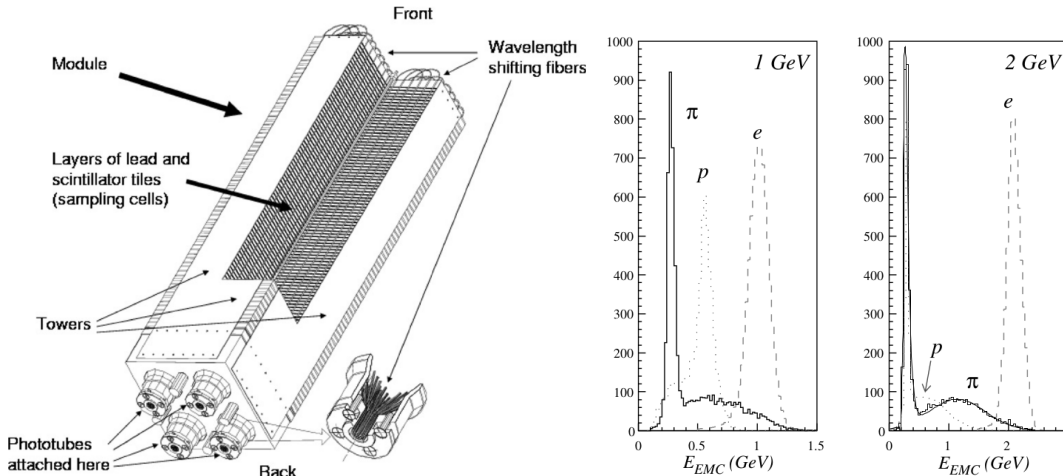 Front
Module
Wavelength
shifting fibers
Layers of lead and
scintillator tiles
(sampling cells)
Towers
Phototubes
attached here
Back
1000
900
800
700
600
500
400
300
200
100
0
1 GeV
π
p
e
0
0.5
1
1.5
E_EMC (GeV)
1000
900
800
700
600
500
400
300
200
100
0
2 GeV
e
p
π
0
1
2
E_EMC (GeV)